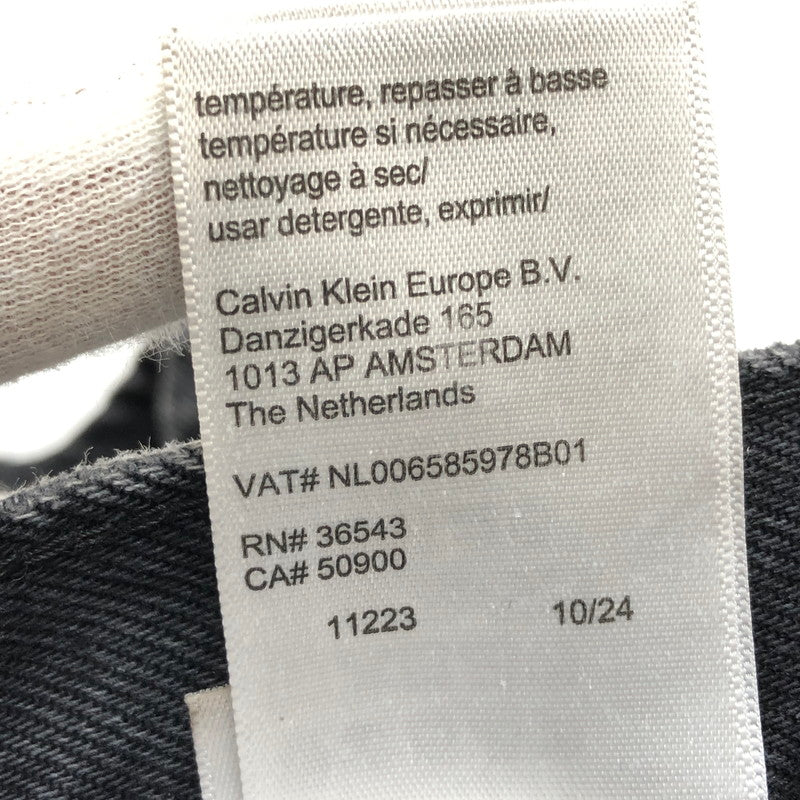 température, repasser à basse
température si nécessaire,
nettoyage à sec/
usar detergente, exprimir/
Calvin Klein Europe B.V.
Danzigerkade 165
1013 AP AMSTERDAM
The Netherlands
VAT# NL006585978B01
RN# 36543
CA# 50900
11223 10/24